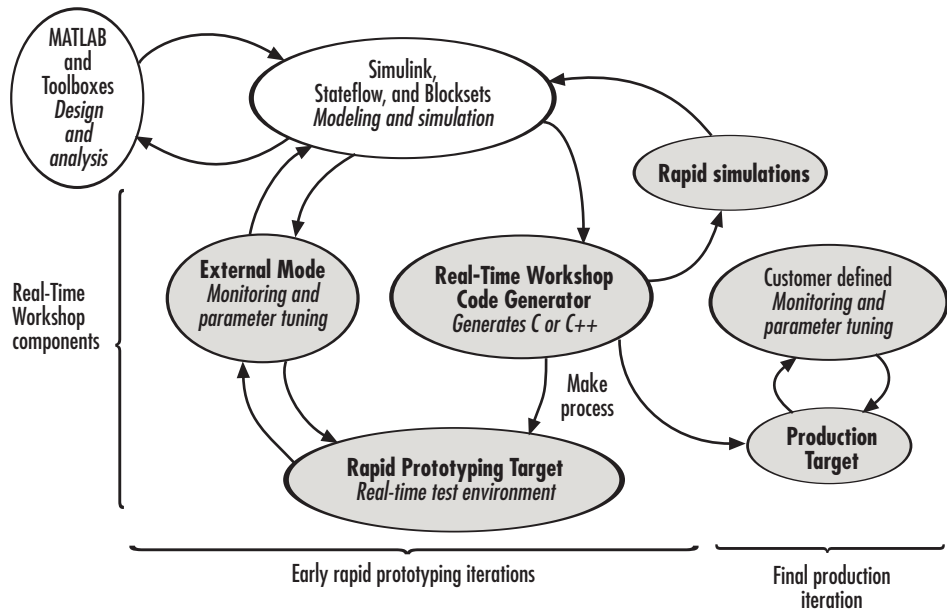 MATLAB
and
Toolboxes
Design
and
analysis
Simulink,
Stateflow, and Blocksets
Modeling and simulation
Rapid simulations
External Mode
Monitoring and
parameter tuning
Real-Time Workshop
Code Generator
Generates C or C++
Customer defined
Monitoring and
parameter tuning
Real-Time
Workshop
components
Make
process
Production
Target
Rapid Prototyping Target
Real-time test environment
Early rapid prototyping iterations
Final production
iteration